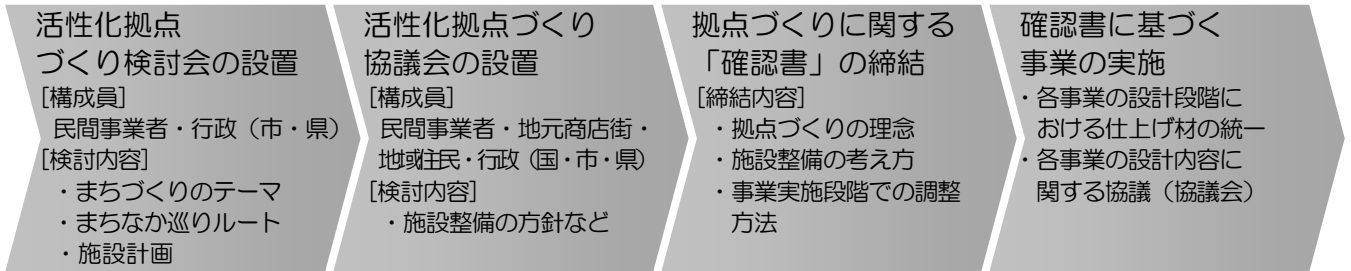 活性化拠点
づくり検討会の設置
[構成員]
民間事業者・行政（市・県）
[検討内容]
・まちづくりのテーマ
・まちなか巡りルート
・施設計画
活性化拠点づくり
協議会の設置
[構成員]
民間事業者・地元商店街・
地域住民・行政（国・市・県）
[検討内容]
・施設整備の方針など
拠点づくりに関する
「確認書」の締結
[締結内容]
・拠点づくりの理念
・施設整備の考え方
・事業実施段階での調整
方法
確認書に基づく
事業の実施
・各事業の設計段階に
おける仕上げ材の統一
・各事業の設計内容に
関する協議（協議会）